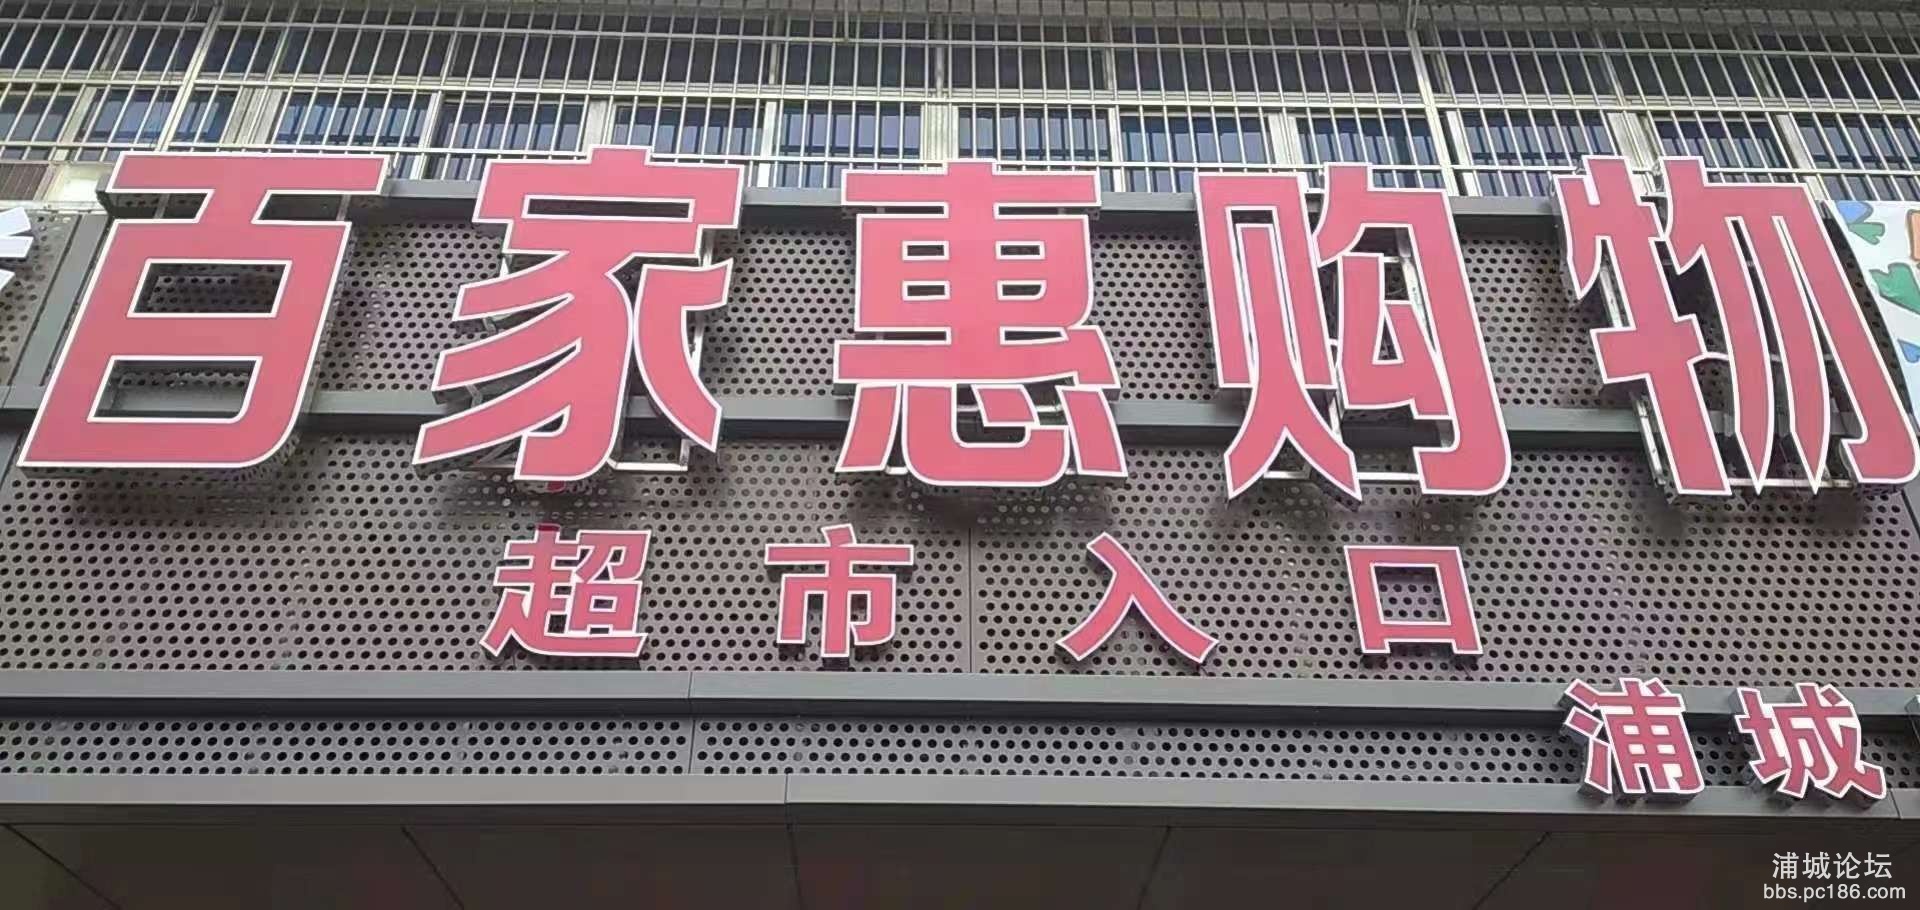 百家惠购物
超市入口
浦城
浦城论坛
bbs.pc186.com